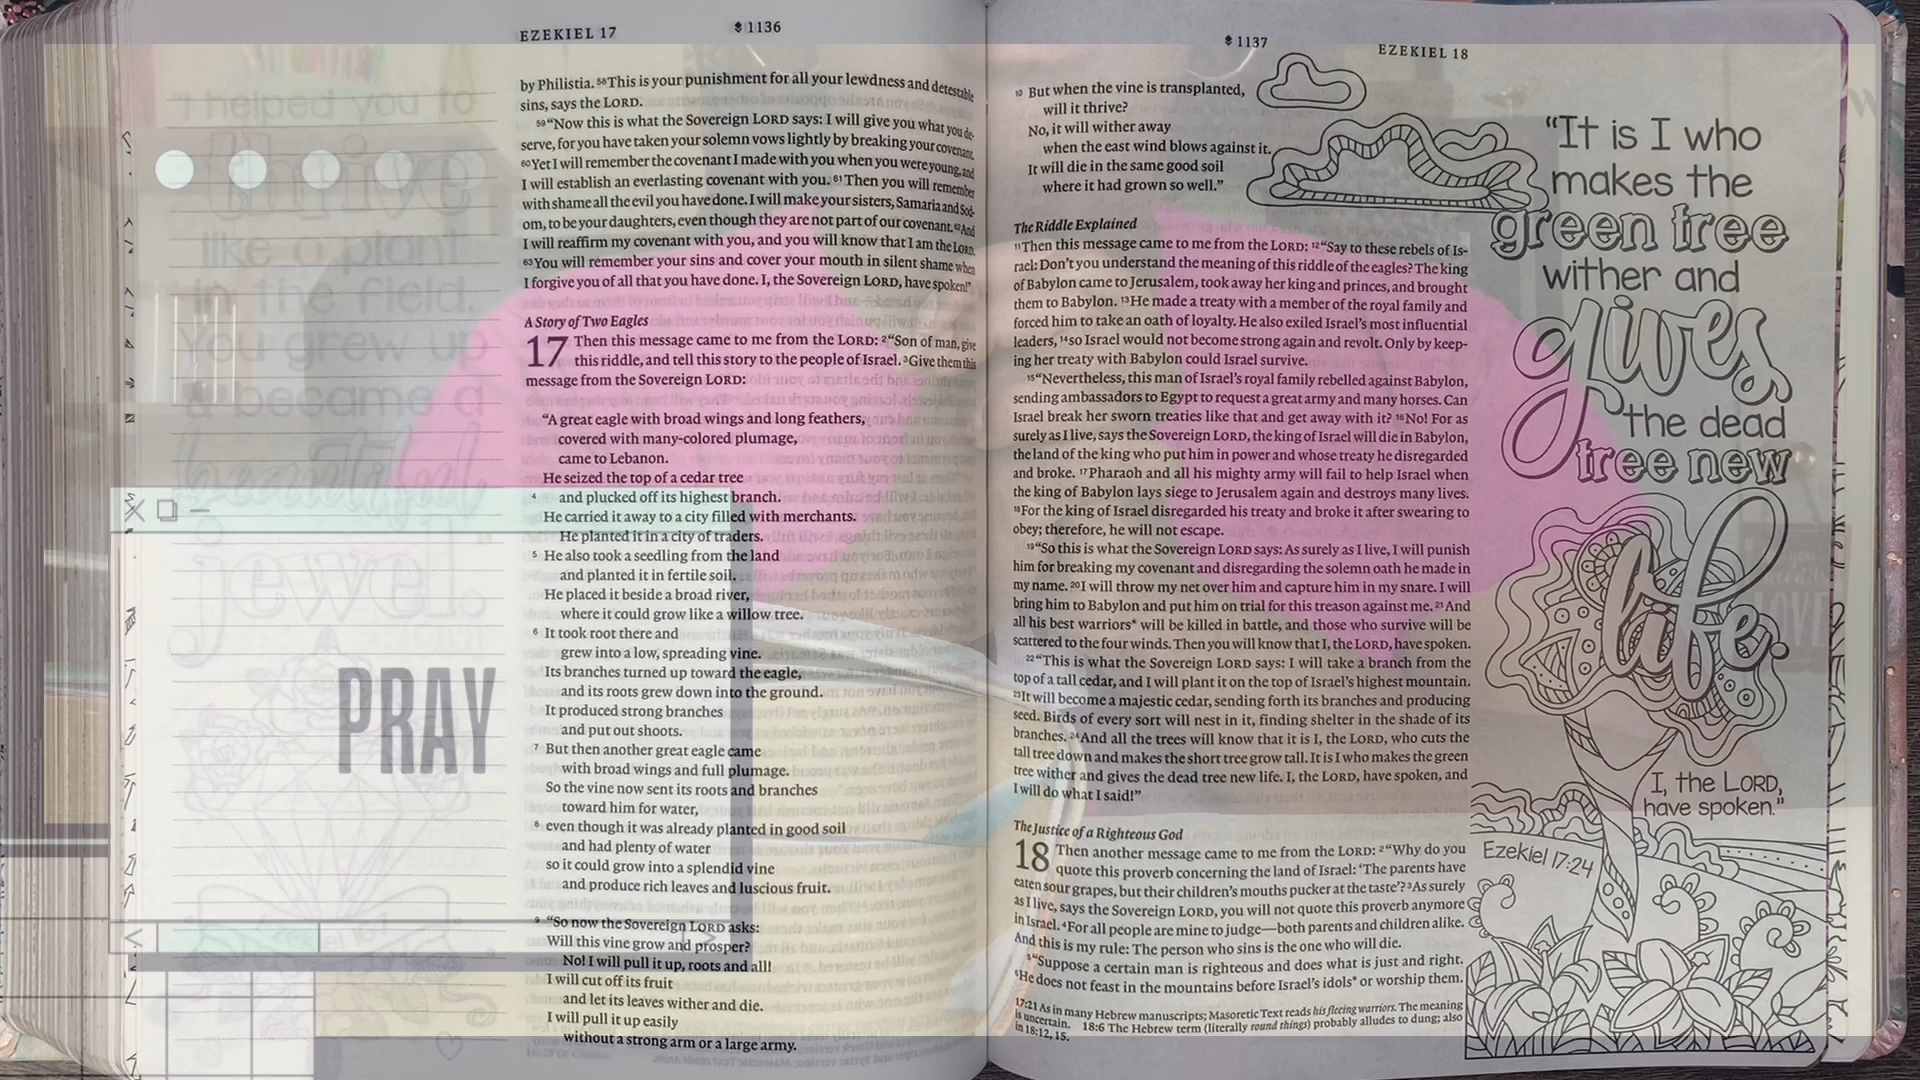 EZEKIEL 17
1136
"I helped you to
thrive
like a plant
in the field.
You grew up
& became a
beautiful
jewel."
PRAY
by Philistia. 58This is your punishment for all your lewdness and detestable
sins, says the LORD.
59"Now this is what the Sovereign LORD says: I will give you what you de-
serve, for you have taken your solemn vows lightly by breaking your covenant.
60Yet I will remember the covenant I made with you when you were young, and
I will establish an everlasting covenant with you. 61Then you will remember
with shame all the evil you have done. I will make your sisters, Samaria and Sod-
om, to be your daughters, even though they are not part of our covenant. 62And
I will reaffirm my covenant with you, and you will know that I am the LORD.
63You will remember your sins and cover your mouth in silent shame when
I forgive you of all that you have done. I, the Sovereign LORD, have spoken!"
A Story of Two Eagles
17 Then this message came to me from the LORD: 2"Son of man, give
this riddle, and tell this story to the people of Israel. 3Give them this
message from the Sovereign LORD:
"A great eagle with broad wings and long feathers,
covered with many-colored plumage,
came to Lebanon.
He seized the top of a cedar tree
4 and plucked off its highest branch.
He carried it away to a city filled with merchants.
He planted it in a city of traders.
5 He also took a seedling from the land
and planted it in fertile soil.
He placed it beside a broad river,
where it could grow like a willow tree.
6 It took root there and
grew into a low, spreading vine.
Its branches turned up toward the eagle,
and its roots grew down into the ground.
It produced strong branches
and put out shoots.
7 But then another great eagle came
with broad wings and full plumage.
So the vine now sent its roots and branches
toward him for water,
8 even though it was already planted in good soil
and had plenty of water
so it could grow into a splendid vine
and produce rich leaves and luscious fruit.
9 "So now the Sovereign LORD asks:
Will this vine grow and prosper?
No! I will pull it up, roots and all!
I will cut off its fruit
and let its leaves wither and die.
I will pull it up easily
without a strong arm or a large army.
1137
EZEKIEL 18
10 But when the vine is transplanted,
will it thrive?
No, it will wither away
when the east wind blows against it.
It will die in the same good soil
where it had grown so well."
The Riddle Explained
11Then this message came to me from the LORD: 12"Say to these rebels of Is-
rael: Don't you understand the meaning of this riddle of the eagles? The king
of Babylon came to Jerusalem, took away her king and princes, and brought
them to Babylon. 13He made a treaty with a member of the royal family and
forced him to take an oath of loyalty. He also exiled Israel's most influential
leaders, 14so Israel would not become strong again and revolt. Only by keep-
ing her treaty with Babylon could Israel survive.
15"Nevertheless, this man of Israel's royal family rebelled against Babylon,
sending ambassadors to Egypt to request a great army and many horses. Can
Israel break her sworn treaties like that and get away with it? 16No! For as
surely as I live, says the Sovereign LORD, the king of Israel will die in Babylon,
the land of the king who put him in power and whose treaty he disregarded
and broke. 17Pharaoh and all his mighty army will fail to help Israel when
the king of Babylon lays siege to Jerusalem again and destroys many lives.
18For the king of Israel disregarded his treaty and broke it after swearing to
obey; therefore, he will not escape.
19"So this is what the Sovereign LORD says: As surely as I live, I will punish
him for breaking my covenant and disregarding the solemn oath he made in
my name. 20I will throw my net over him and capture him in my snare. I will
bring him to Babylon and put him on trial for this treason against me. 21And
all his best warriors* will be killed in battle, and those who survive will be
scattered to the four winds. Then you will know that I, the LORD, have spoken.
22"This is what the Sovereign LORD says: I will take a branch from the
top of a tall cedar, and I will plant it on the top of Israel's highest mountain.
23It will become a majestic cedar, sending forth its branches and producing
seed. Birds of every sort will nest in it, finding shelter in the shade of its
branches. 24And all the trees will know that it is I, the LORD, who cuts the
tall tree down and makes the short tree grow tall. It is I who makes the green
tree wither and gives the dead tree new life. I, the LORD, have spoken, and
I will do what I said!"
The Justice of a Righteous God
18 Then another message came to me from the LORD: 2"Why do you
quote this proverb concerning the land of Israel: 'The parents have
eaten sour grapes, but their children's mouths pucker at the taste'? 3As surely
as I live, says the Sovereign LORD, you will not quote this proverb anymore
in Israel. 4For all people are mine to judge—both parents and children alike.
And this is my rule: The person who sins is the one who will die.
5"Suppose a certain man is righteous and does what is just and right.
6He does not feast in the mountains before Israel's idols* or worship them.
17:21 As in many Hebrew manuscripts; Masoretic Text reads his fleeing warriors. The meaning
is uncertain. 18:6 The Hebrew term (literally round things) probably alludes to dung; also
in 18:12, 15.
"It is I who
makes the
green tree
wither and
gives
the dead
tree new
life.
I, the LORD,
have spoken."
Ezekiel 17:24